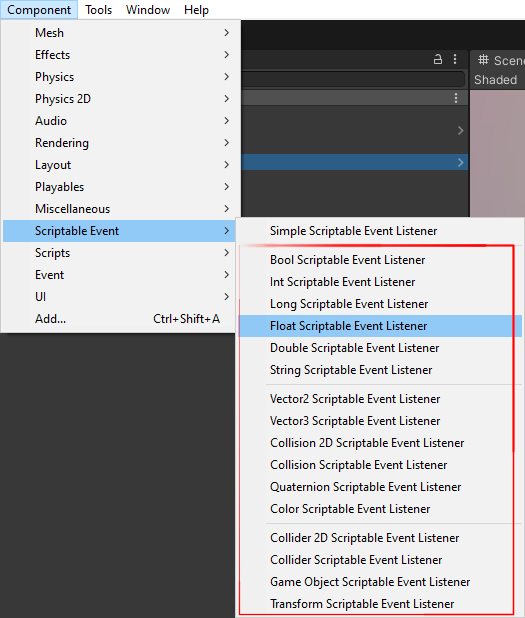 Component Tools Window Help
Mesh
Effects
Physics
Physics 2D
Audio
Rendering
Layout
Playables
Miscellaneous
Scriptable Event
Scripts
Event
UI
Add... Ctrl+Shift+A
# Scene
Shaded
Simple Scriptable Event Listener
Bool Scriptable Event Listener
Int Scriptable Event Listener
Long Scriptable Event Listener
Float Scriptable Event Listener
Double Scriptable Event Listener
String Scriptable Event Listener
Vector2 Scriptable Event Listener
Vector3 Scriptable Event Listener
Collision 2D Scriptable Event Listener
Collision Scriptable Event Listener
Quaternion Scriptable Event Listener
Color Scriptable Event Listener
Collider 2D Scriptable Event Listener
Collider Scriptable Event Listener
Game Object Scriptable Event Listener
Transform Scriptable Event Listener